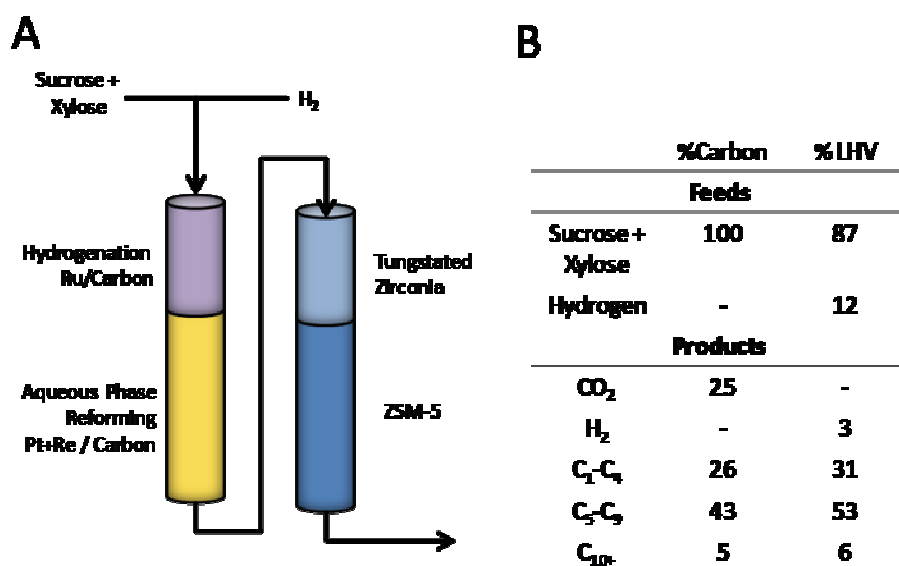 A
Sucrose +
Xylose
H₂
Hydrogenation
Ru/Carbon
Aqueous Phase
Reforming
Pt+Re / Carbon
Tungstated
Zirconia
ZSM-5
B
%Carbon % LHV
Feeds
Sucrose + 100 87
Xylose
Hydrogen - 12
Products
CO₂ 25 -
H₂ - 3
C₁-C₄ 26 31
C₅-C₉ 43 53
C₁₀₊ 5 6